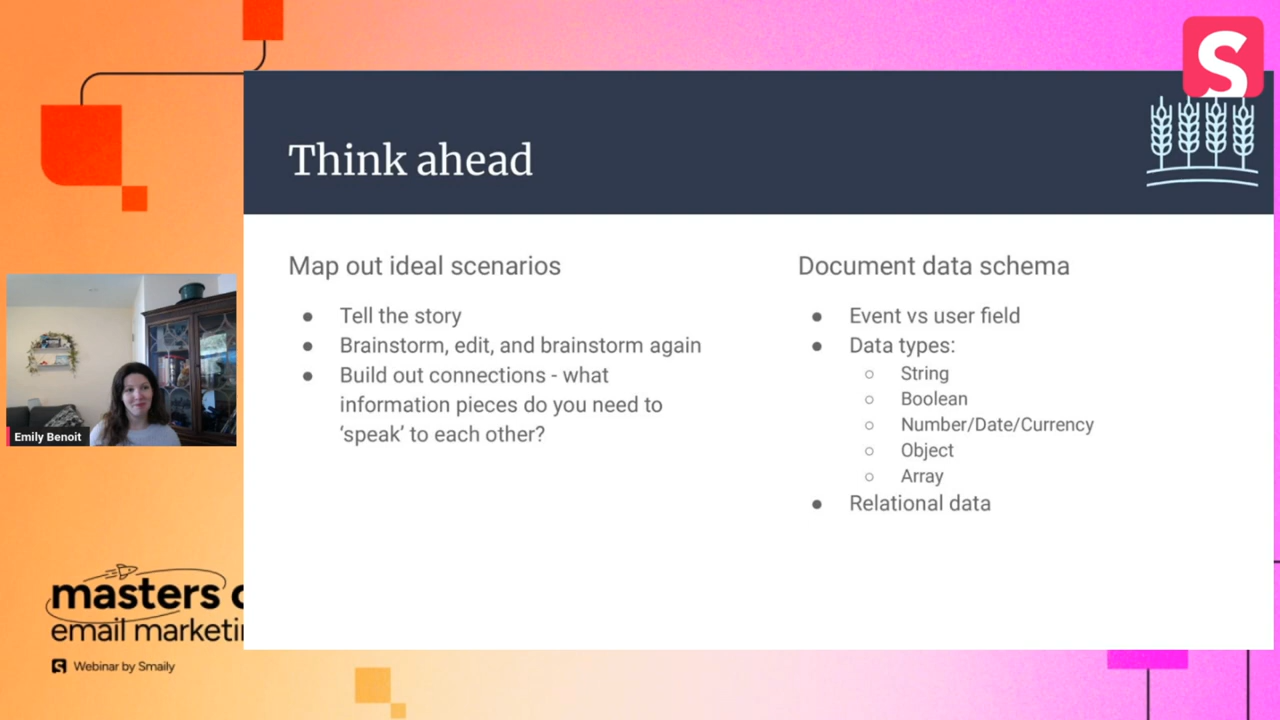 Think ahead
Map out ideal scenarios
● Tell the story
● Brainstorm, edit, and brainstorm again
● Build out connections - what
information pieces do you need to
‘speak’ to each other?
Document data schema
● Event vs user field
● Data types:
○ String
○ Boolean
○ Number/Date/Currency
○ Object
○ Array
● Relational data
Emily Benoit
masters
email
Webinar by Smaily
S